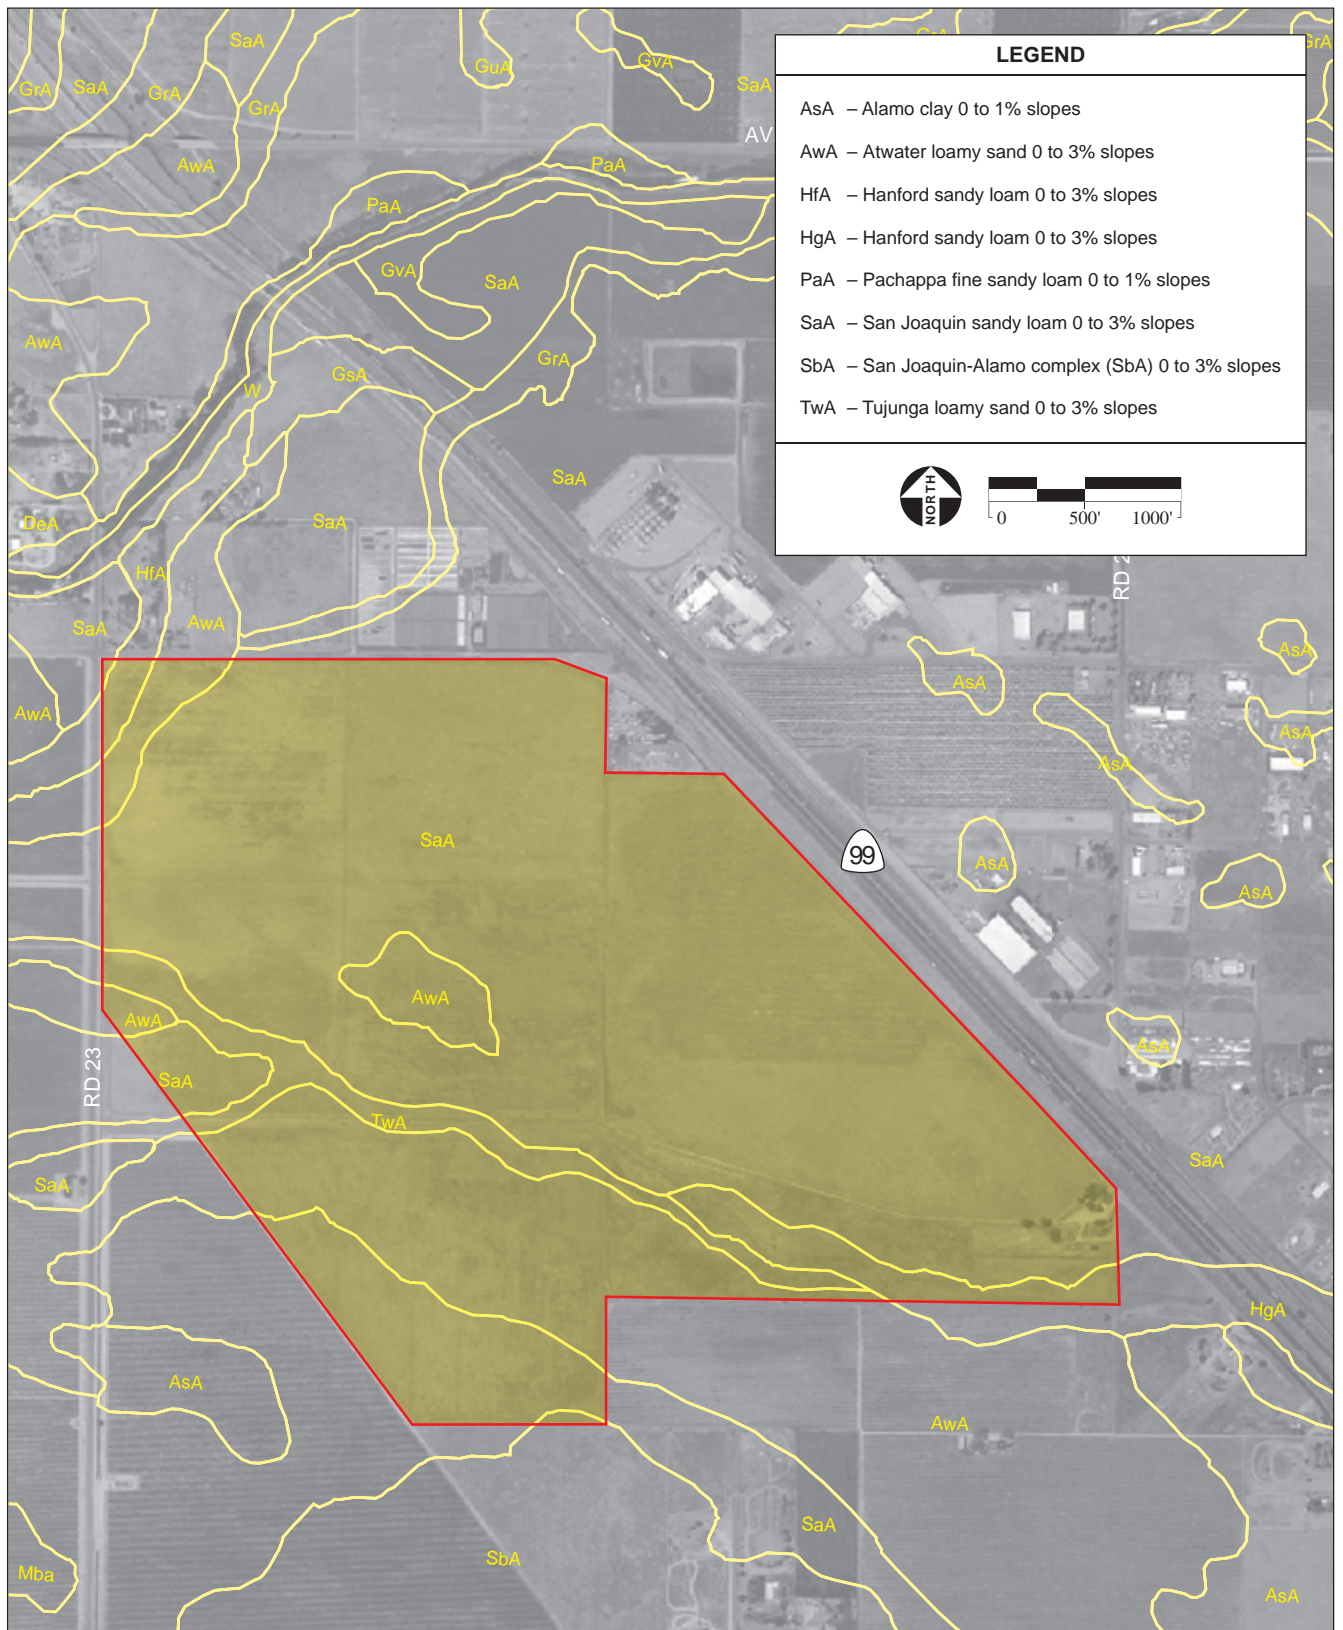 SaA
GrA
SaA
GrA
GrA
AwA
GuA
GvA
SaA
GrA
AV
PaA
PaA
GvA
SaA
AwA
GrA
GsA
W
SaA
DeA
SaA
HfA
SaA
AwA
AwA
LEGEND
AsA – Alamo clay 0 to 1% slopes
AwA – Atwater loamy sand 0 to 3% slopes
HfA – Hanford sandy loam 0 to 3% slopes
HgA – Hanford sandy loam 0 to 3% slopes
PaA – Pachappa fine sandy loam 0 to 1% slopes
SaA – San Joaquin sandy loam 0 to 3% slopes
SbA – San Joaquin-Alamo complex (SbA) 0 to 3% slopes
TwA – Tujunga loamy sand 0 to 3% slopes
NORTH
0 500' 1000'
RD 2
AsA
AsA
AsA
AsA
SaA
99
AsA
AsA
AwA
AwA
AsA
RD 23
SaA
TwA
SaA
SaA
HgA
AsA
AwA
SaA
SbA
Mba
AsA